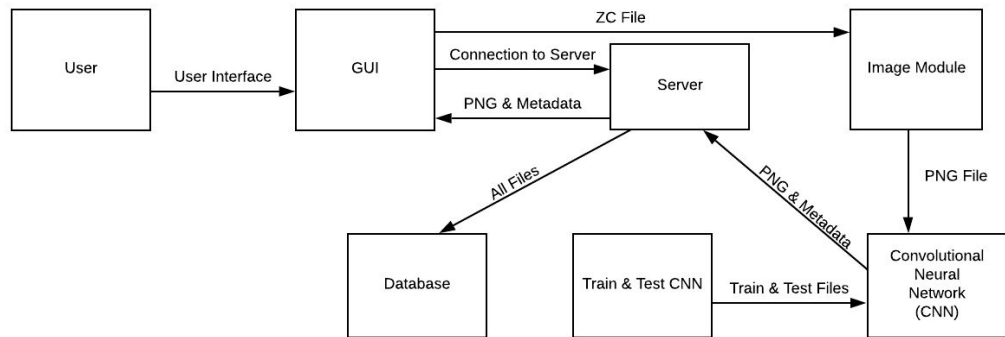 ZC File
User
User Interface
GUI
Connection to Server
PNG & Metadata
Server
Image Module
All Files
PNG & Metadata
PNG File
Database
Train & Test CNN
Train & Test Files
Convolutional
Neural
Network
(CNN)